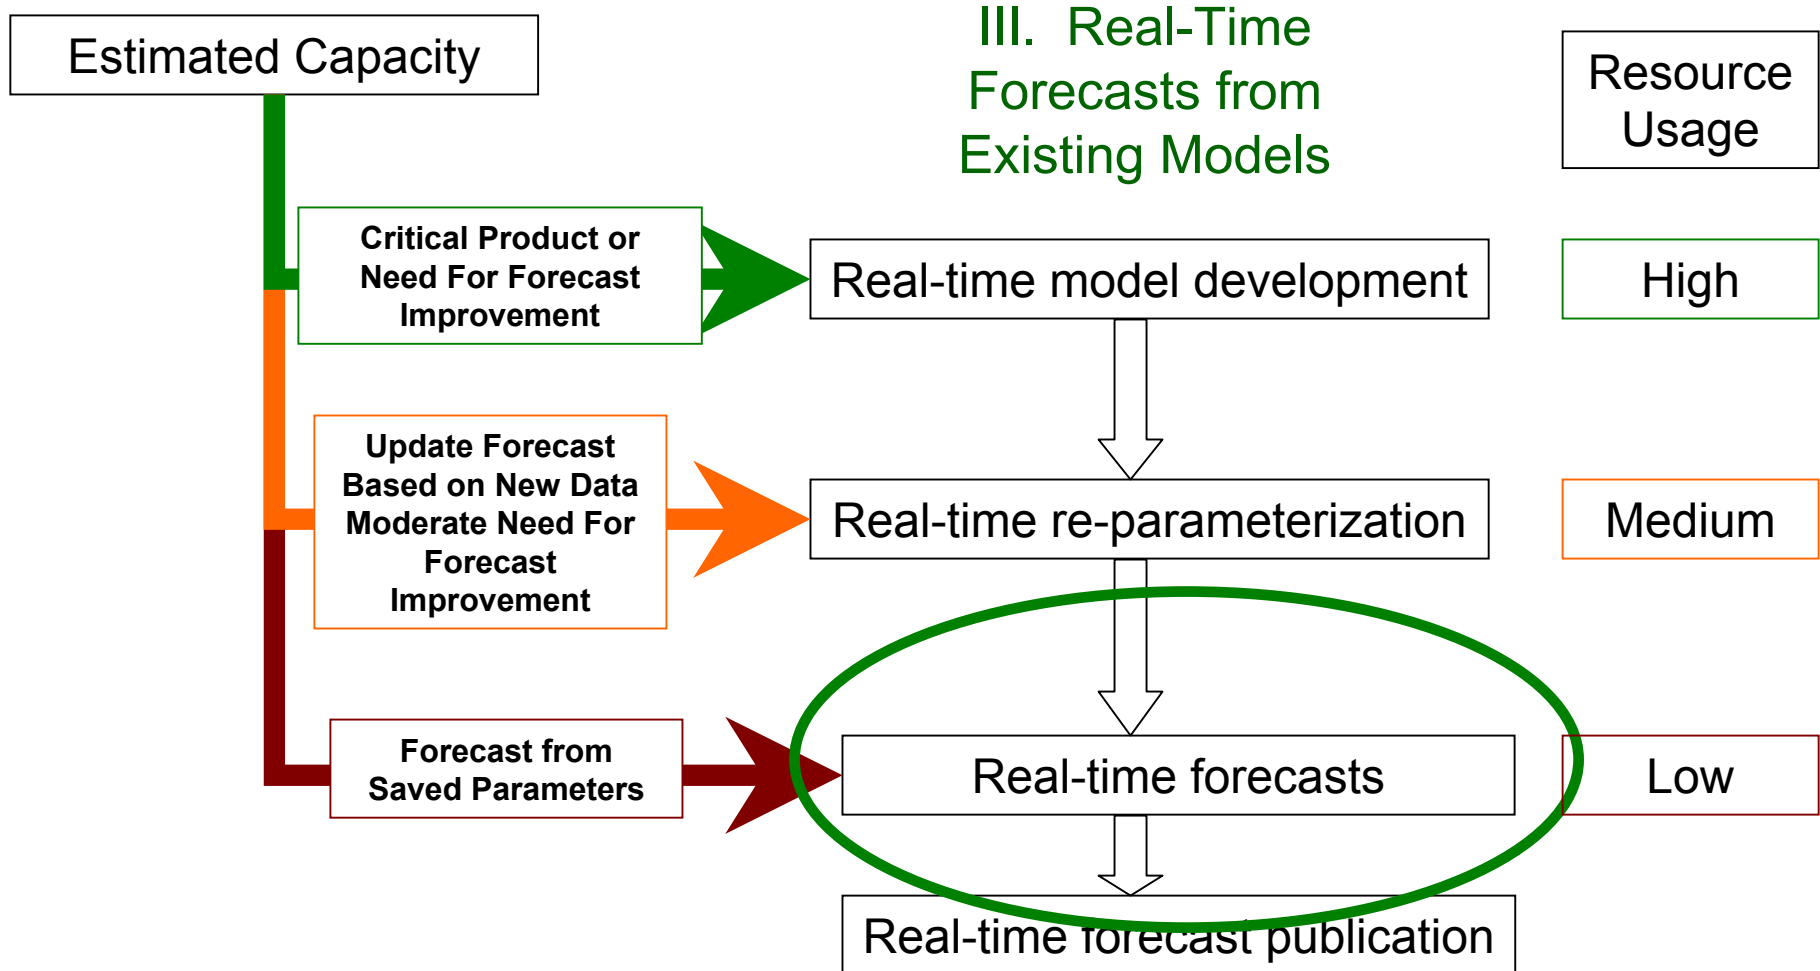 Estimated Capacity
III. Real-Time
Forecasts from
Existing Models
Resource
Usage
Critical Product or
Need For Forecast
Improvement
Real-time model development
High
Update Forecast
Based on New Data
Moderate Need For
Forecast
Improvement
Real-time re-parameterization
Medium
Forecast from
Saved Parameters
Real-time forecasts
Low
Real-time forecast publication